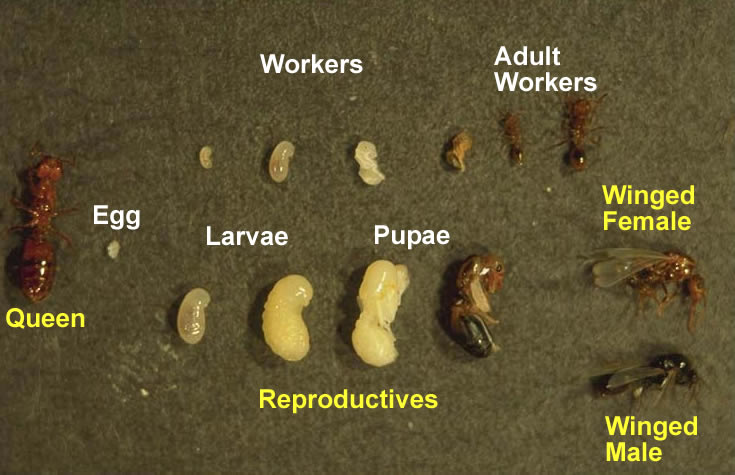 Workers
Adult
Workers
Winged
Female
Egg
Larvae
Pupae
Queen
Reproductives
Winged
Male